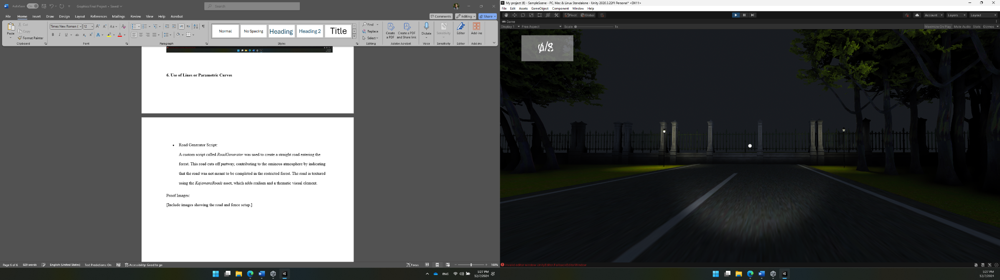 AutoSave On
Graphics Final Project • Saved
Search
File Home Insert Draw Design Layout References Mailings Review View Help Acrobat
Comments Editing Share
Paste
Cut
Copy
Format Painter
Clipboard
Times New Roman ( 12
Font
Paragraph
Normal No Spacing Heading Heading 2 Title
Styles
Find
Replace
Select
Editing
Create a PDF
Create a PDF and Share link
Adobe Acrobat
Dictate
Voice
Sensitivity
Sensitivity
Editor
Editor
Add-ins
Add-ins
6. Use of Lines or Parametric Curves
• Road Generator Script:
A custom script called RoadGenerator was used to create a straight road entering the
forest. This road cuts off partway, contributing to the ominous atmosphere by indicating
that the road was not meant to be completed in the restricted forest. The road is textured
using the KajamansRoads asset, which adds realism and a thematic visual element.
Proof Images:
[Include images showing the road and fence setup.]
Page 6 of 6 829 words English (United States) Text Predictions: On Accessibility: Good to go
Focus 100%
ENG
5:27 PM
12/7/2024
My project (6) - SampleScene - PC, Mac & Linux Standalone - Unity 2020.3.22f1 Personal* <DX11>
File Edit Assets GameObject Component Window Help
Pivot Global
Account Layers Layout
Game
Display 1 Free Aspect Scale 1x
Maximize On Play Mute Audio Stats Gizmos
0/8
Invalid editor window UnityEditor.FallbackEditorWindow
5:27 PM
12/7/2024